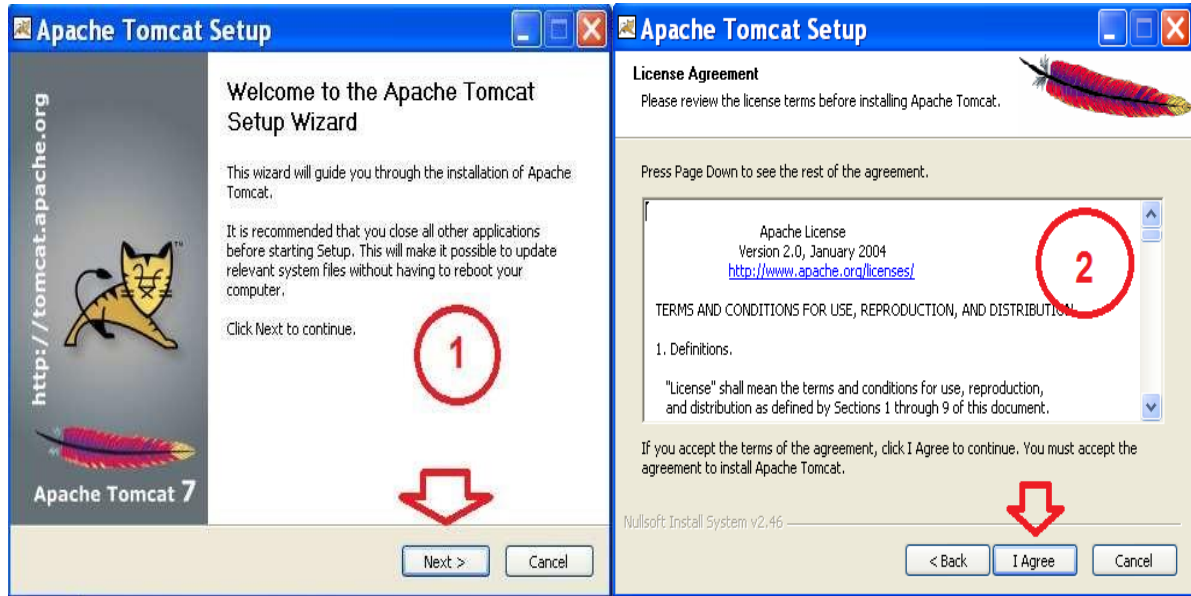 Apache Tomcat Setup
http://tomcat.apache.org
Apache Tomcat 7
Welcome to the Apache Tomcat
Setup Wizard
This wizard will guide you through the installation of Apache
Tomcat.
It is recommended that you close all other applications
before starting Setup. This will make it possible to update
relevant system files without having to reboot your
computer.
Click Next to continue.
1
Next >
Cancel
Apache Tomcat Setup
License Agreement
Please review the license terms before installing Apache Tomcat.
Press Page Down to see the rest of the agreement.
Apache License
Version 2.0, January 2004
http://www.apache.org/licenses/
2
TERMS AND CONDITIONS FOR USE, REPRODUCTION, AND DISTRIBUTION
1. Definitions.
"License" shall mean the terms and conditions for use, reproduction,
and distribution as defined by Sections 1 through 9 of this document.
If you accept the terms of the agreement, click I Agree to continue. You must accept the
agreement to install Apache Tomcat.
Nullsoft Install System v2.46
< Back
I Agree
Cancel